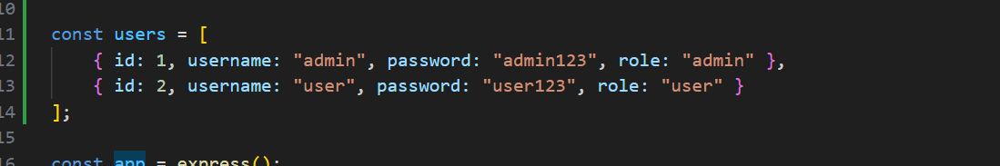 10
11 const users = [
12 { id: 1, username: "admin", password: "admin123", role: "admin" },
13 { id: 2, username: "user", password: "user123", role: "user" }
14 ];
15
16 const app = express();